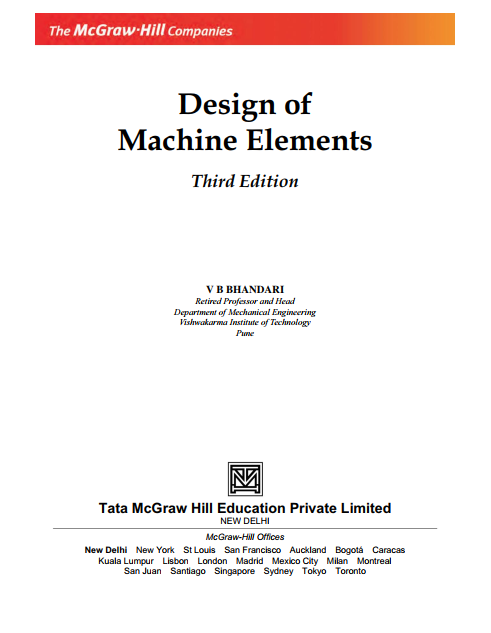 The McGraw·Hill Companies
Design of
Machine Elements
Third Edition
V B BHANDARI
Retired Professor and Head
Department of Mechanical Engineering
Vishwakarma Institute of Technology
Pune
Tata McGraw Hill Education Private Limited
NEW DELHI
McGraw-Hill Offices
New Delhi New York St Louis San Francisco Auckland Bogotá Caracas
Kuala Lumpur Lisbon London Madrid Mexico City Milan Montreal
San Juan Santiago Singapore Sydney Tokyo Toronto